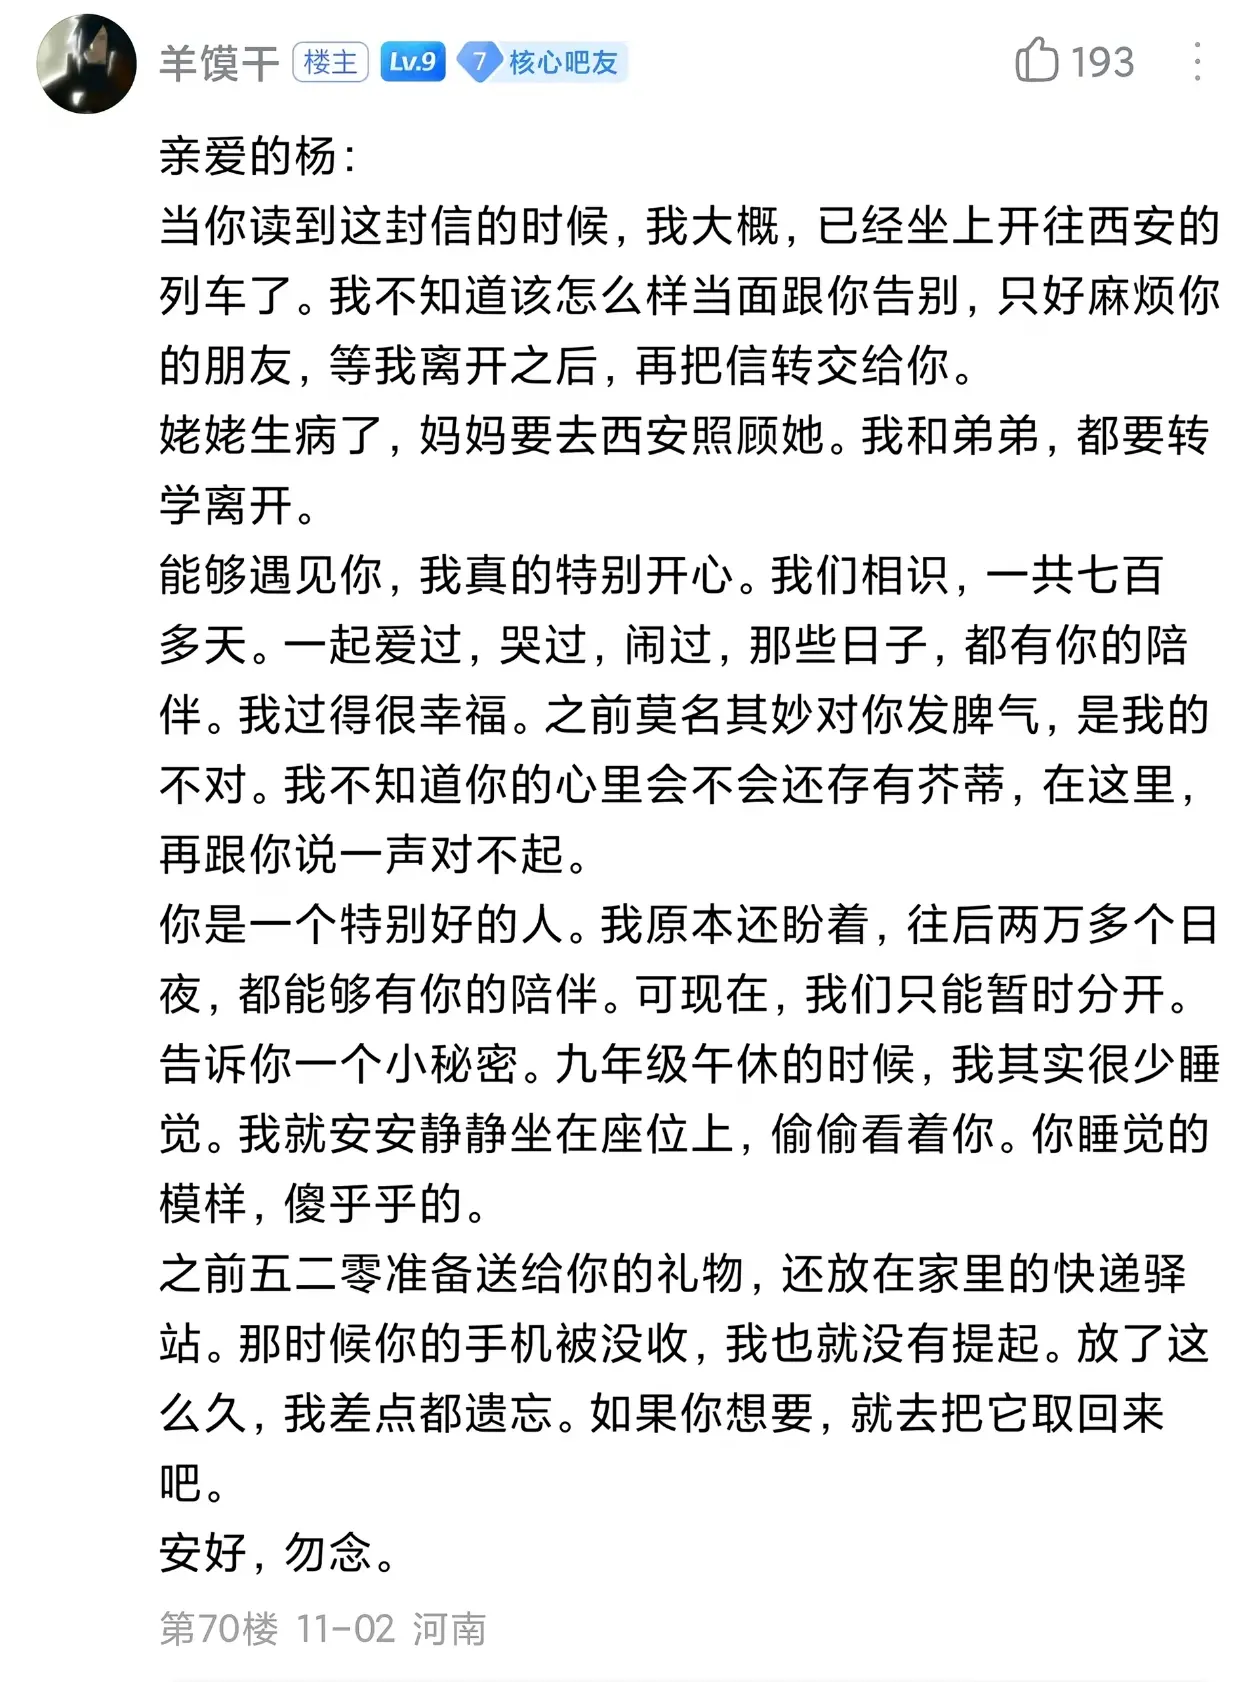 羊馍干 楼主 Lv.9 7 核心吧友 193
亲爱的杨：
当你读到这封信的时候，我大概，已经坐上开往西安的
列车了。我不知道该怎么样当面跟你告别，只好麻烦你
的朋友，等我离开之后，再把信转交给你。
姥姥生病了，妈妈要去西安照顾她。我和弟弟，都要转
学离开。
能够遇见你，我真的特别开心。我们相识，一共七百
多天。一起爱过，哭过，闹过，那些日子，都有你的陪
伴。我过得很幸福。之前莫名其妙对你发脾气，是我的
不对。我不知道你的心里会不会还存有芥蒂，在这里，
再跟你说一声对不起。
你是一个特别好的人。我原本还盼着，往后两万多个日
夜，都能够有你的陪伴。可现在，我们只能暂时分开。
告诉你一个小秘密。九年级午休的时候，我其实很少睡
觉。我就安安静静坐在座位上，偷偷看着你。你睡觉的
模样，傻乎乎的。
之前五二零准备送给你的礼物，还放在家里的快递驿
站。那时候你的手机被没收，我也就没有提起。放了这
么久，我差点都遗忘。如果你想要，就去把它取回来
吧。
安好，勿念。
第70楼 11-02 河南